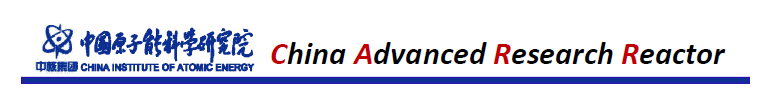 中国原子能科学研究院
中核集团 CHINA INSTITUTE OF ATOMIC ENERGY
China Advanced Research Reactor